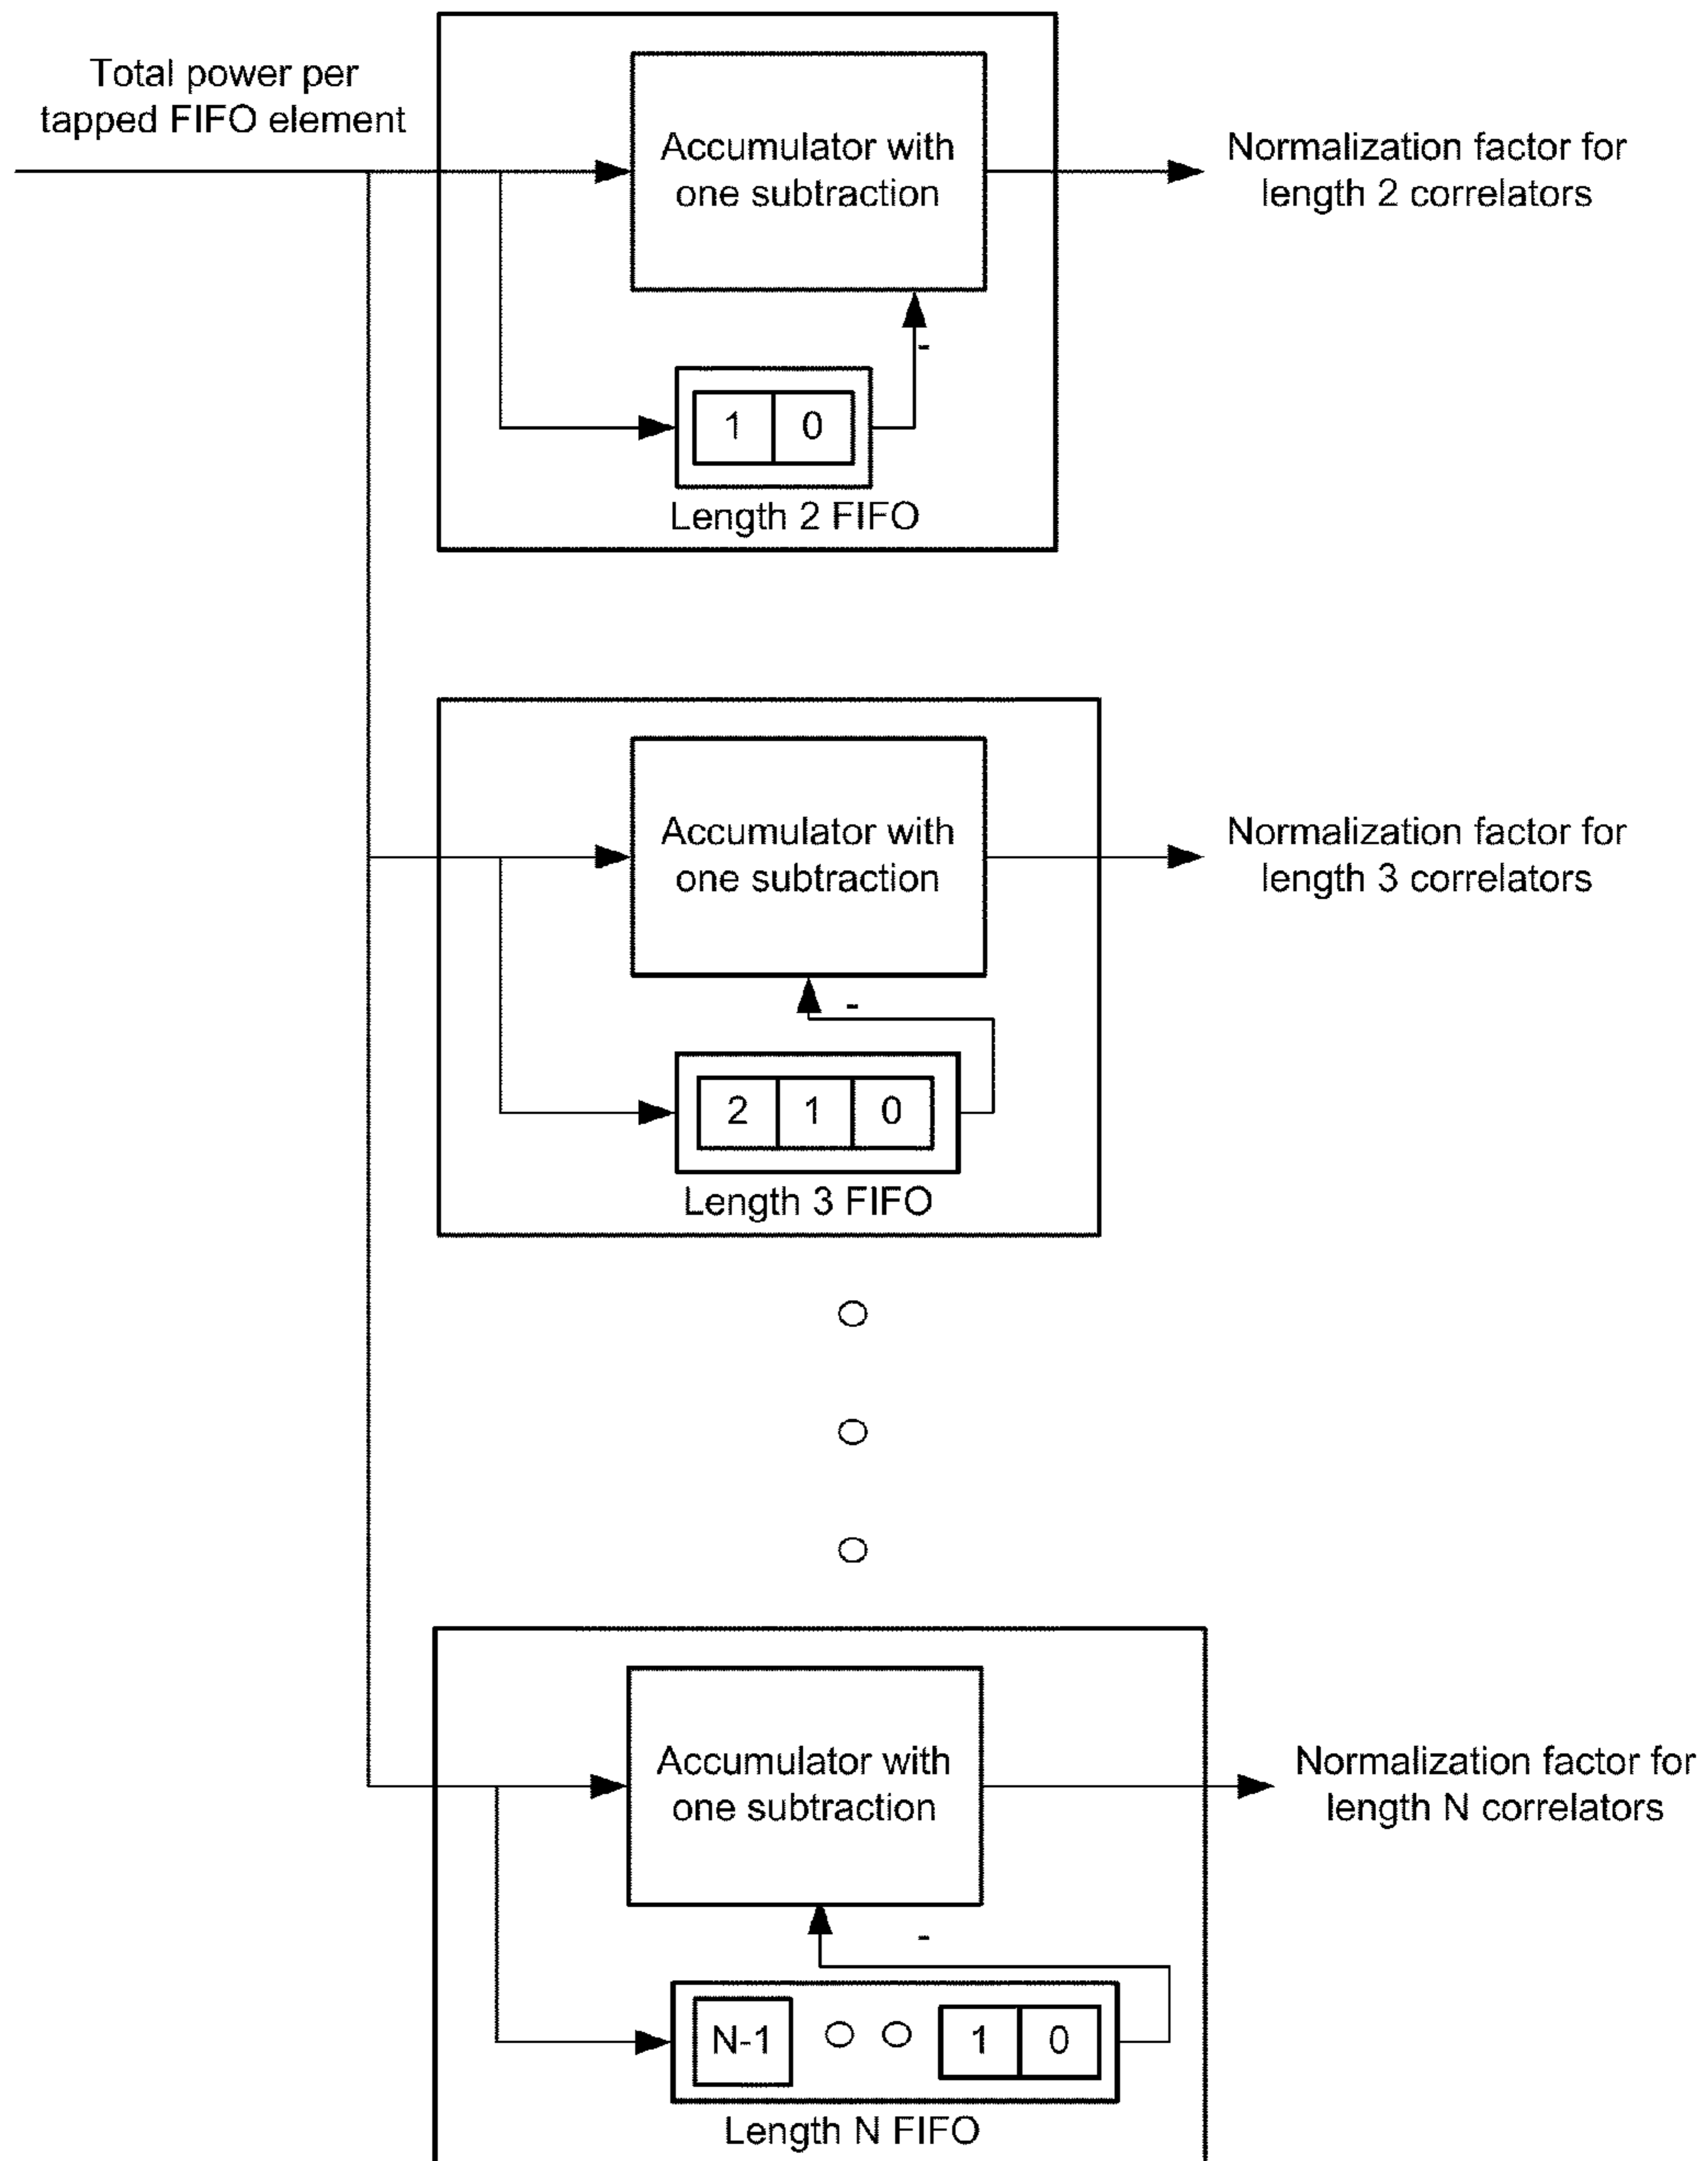 Total power per
tapped FIFO element
Accumulator with
one subtraction
Normalization factor for
length 2 correlators
-
1 0
Length 2 FIFO
Accumulator with
one subtraction
Normalization factor for
length 3 correlators
-
2 1 0
Length 3 FIFO
Accumulator with
one subtraction
Normalization factor for
length N correlators
-
N-1 1 0
Length N FIFO